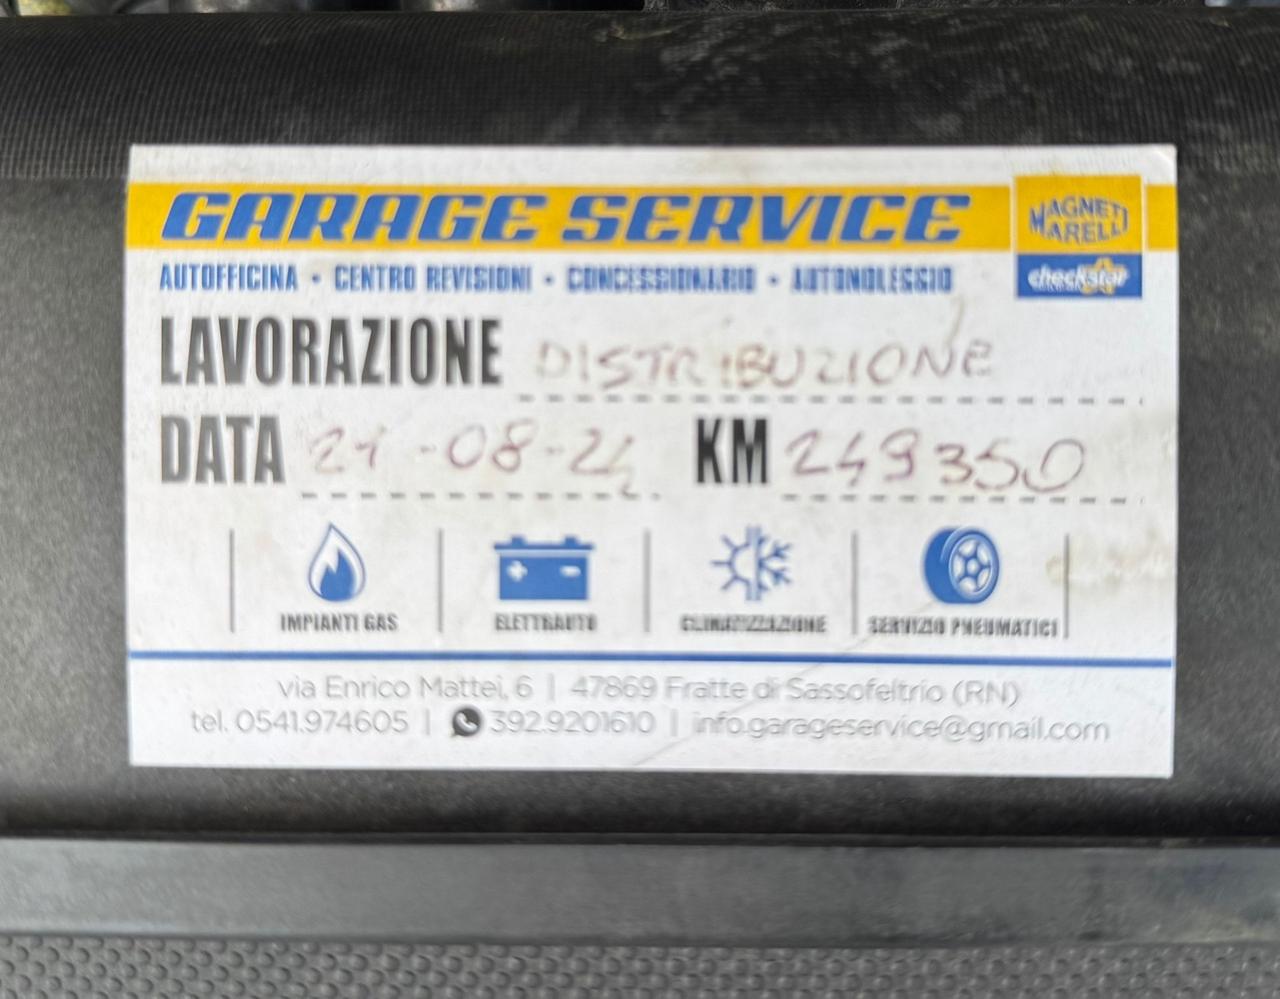 GARAGE SERVICE
MAGNETI
MARELLI
checkstar
AUTOFFICINA • CENTRO REVISIONI • CONCESSIONARIO • AUTONOLEGGIO
LAVORAZIONE DISTRIBUZIONE
DATA 21-08-24 KM 249350
IMPIANTI GAS
ELETTRAUTO
CLIMATIZZAZIONE
SERVIZIO PNEUMATICI
via Enrico Mattei, 6 | 47869 Fratte di Sassofeltrio (RN)
tel. 0541.974605 | 392.9201610 | info.garageservice@gmail.com